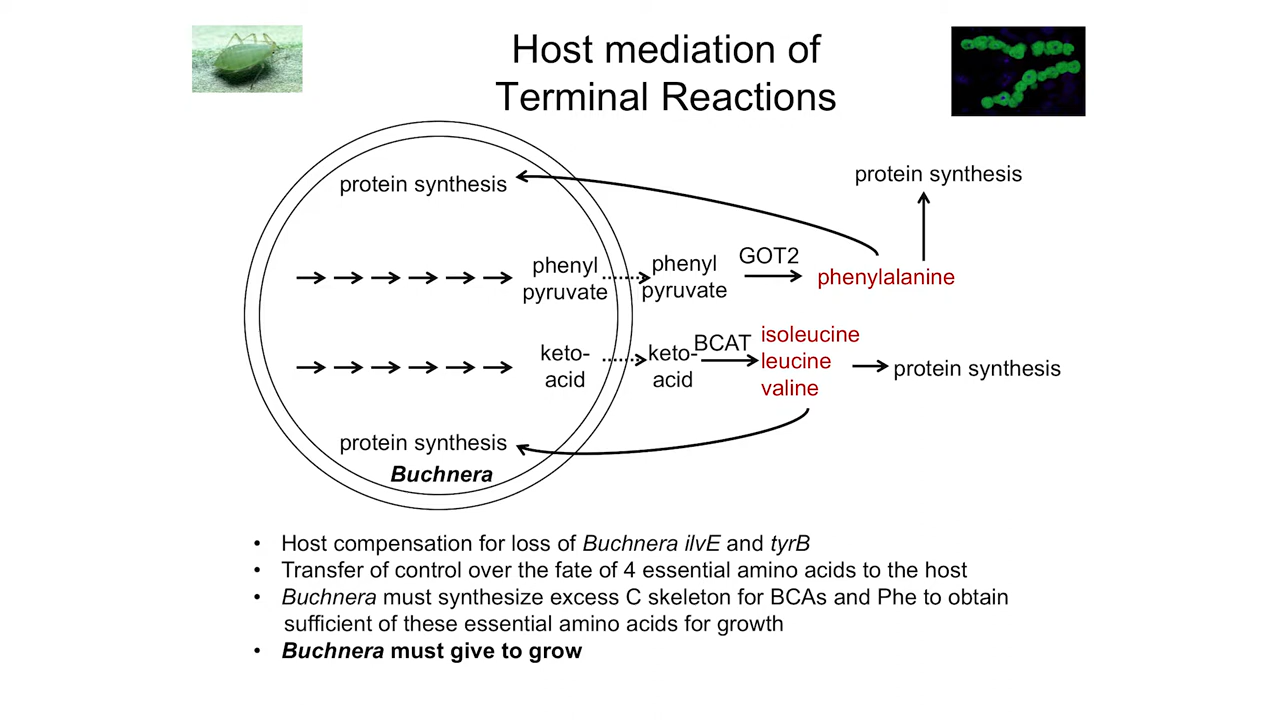 Host mediation of
Terminal Reactions
protein synthesis
protein synthesis
phenyl
pyruvate
phenyl
pyruvate
GOT2
phenylalanine
keto-
acid
keto-
acid
BCAT
isoleucine
leucine
valine
protein synthesis
protein synthesis
Buchnera
• Host compensation for loss of Buchnera ilvE and tyrB
• Transfer of control over the fate of 4 essential amino acids to the host
• Buchnera must synthesize excess C skeleton for BCAs and Phe to obtain
sufficient of these essential amino acids for growth
• Buchnera must give to grow